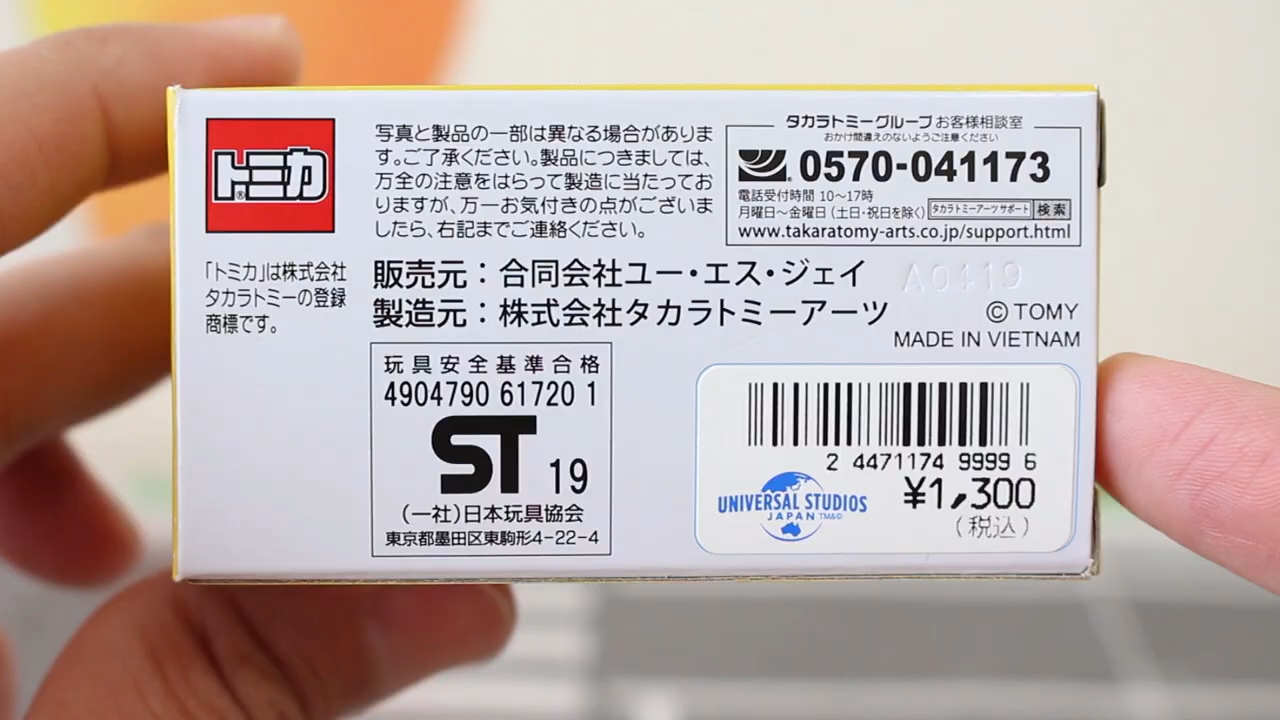 トミカ
®
「トミカ」は株式会社
タカラトミーの登録
商標です。
写真と製品の一部は異なる場合がありま
す。ご了承ください。製品につきましては、
万全の注意をはらって製造に当たってお
りますが、万一お気付きの点がございま
したら、右記までご連絡ください。
タカラトミーグループ お客様相談室
おかけ間違えのないようご注意ください
0570-041173
電話受付時間 10～17時
月曜日～金曜日（土日・祝日を除く） タカラトミーアーツ サポート 検索
www.takaratomy-arts.co.jp/support.html
販売元：合同会社ユー・エス・ジェイ
製造元：株式会社タカラトミーアーツ
A0419
© TOMY
MADE IN VIETNAM
玩具安全基準合格
4904790 61720 1
ST 19
（一社）日本玩具協会
東京都墨田区東駒形4-22-4
2 4471174 9999 6
UNIVERSAL STUDIOS
JAPAN TM&©
¥1,300
（税込）